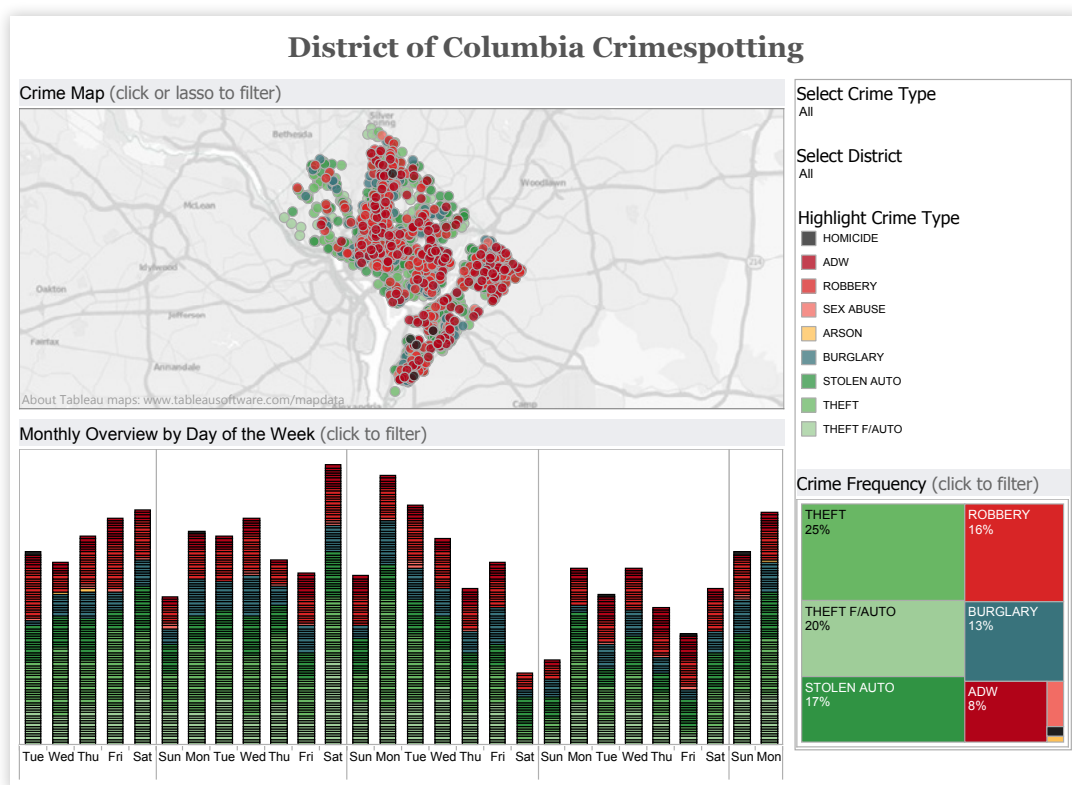 District of Columbia Crimespotting
Crime Map (click or lasso to filter)
Silver
Spring
Bethesda
McLean
Woodlawn
Idylwood
214
Oakton
Jefferson
Fairfax
Annandale
Camp
About Tableau maps: www.tableausoftware.com/mapdata
Alexandria
Select Crime Type
All
Select District
All
Highlight Crime Type
HOMICIDE
ADW
ROBBERY
SEX ABUSE
ARSON
BURGLARY
STOLEN AUTO
THEFT
THEFT F/AUTO
Monthly Overview by Day of the Week (click to filter)
Tue Wed Thu Fri Sat Sun Mon Tue Wed Thu Fri Sat Sun Mon Tue Wed Thu Fri Sat Sun Mon Tue Wed Thu Fri Sat Sun Mon
Crime Frequency (click to filter)
THEFT
25%
ROBBERY
16%
THEFT F/AUTO
20%
BURGLARY
13%
STOLEN AUTO
17%
ADW
8%